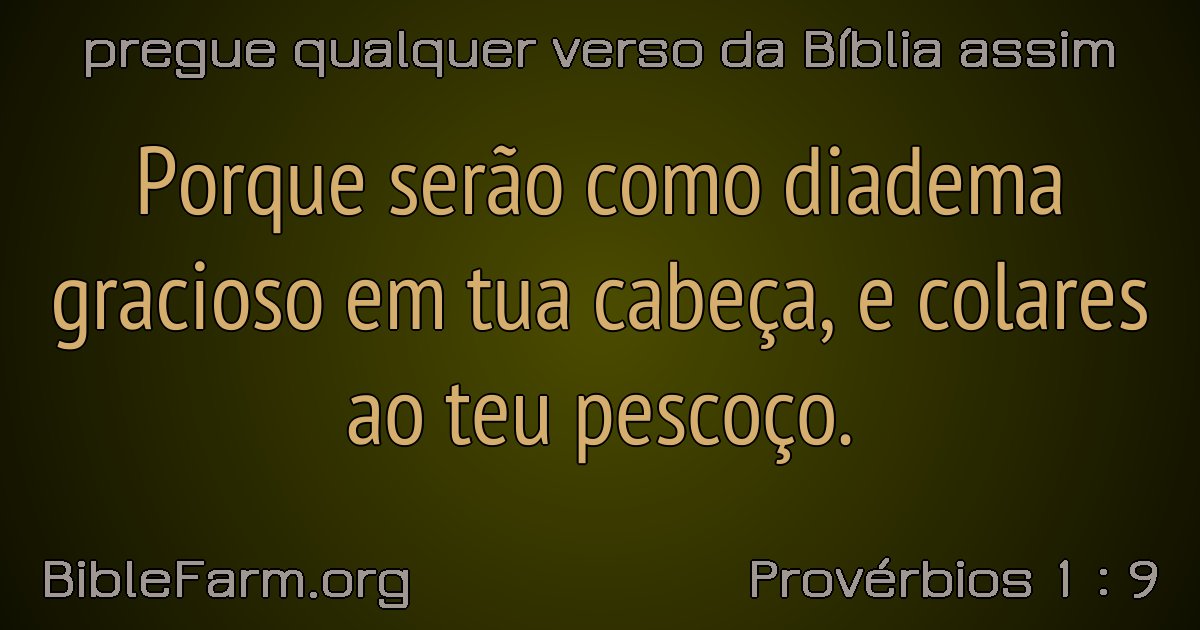 pregue qualquer verso da Bíblia assim
Porque serão como diadema
gracioso em tua cabeça, e colares
ao teu pescoço.
BibleFarm.org
Provérbios 1 : 9